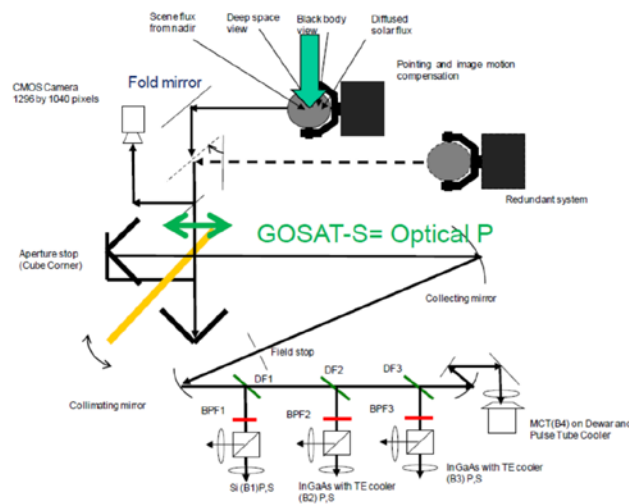 Scene flux
from nadir
Deep space
view
Black body
view
Diffused
solar flux
Pointing and image motion
compensation
CMOS Camera
1296 by 1040 pixels
Fold mirror
Redundant system
GOSAT-S= Optical P
Aperture stop
(Cube Corner)
Collecting mirror
Field stop
Collimating mirror
DF1
DF2
DF3
BPF1
BPF2
BPF3
MCT(B4) on Dewar and
Pulse Tube Cooler
Si (B1)P,S
InGaAs with TE cooler
(B2) P,S
InGaAs with TE cooler
(B3) P,S